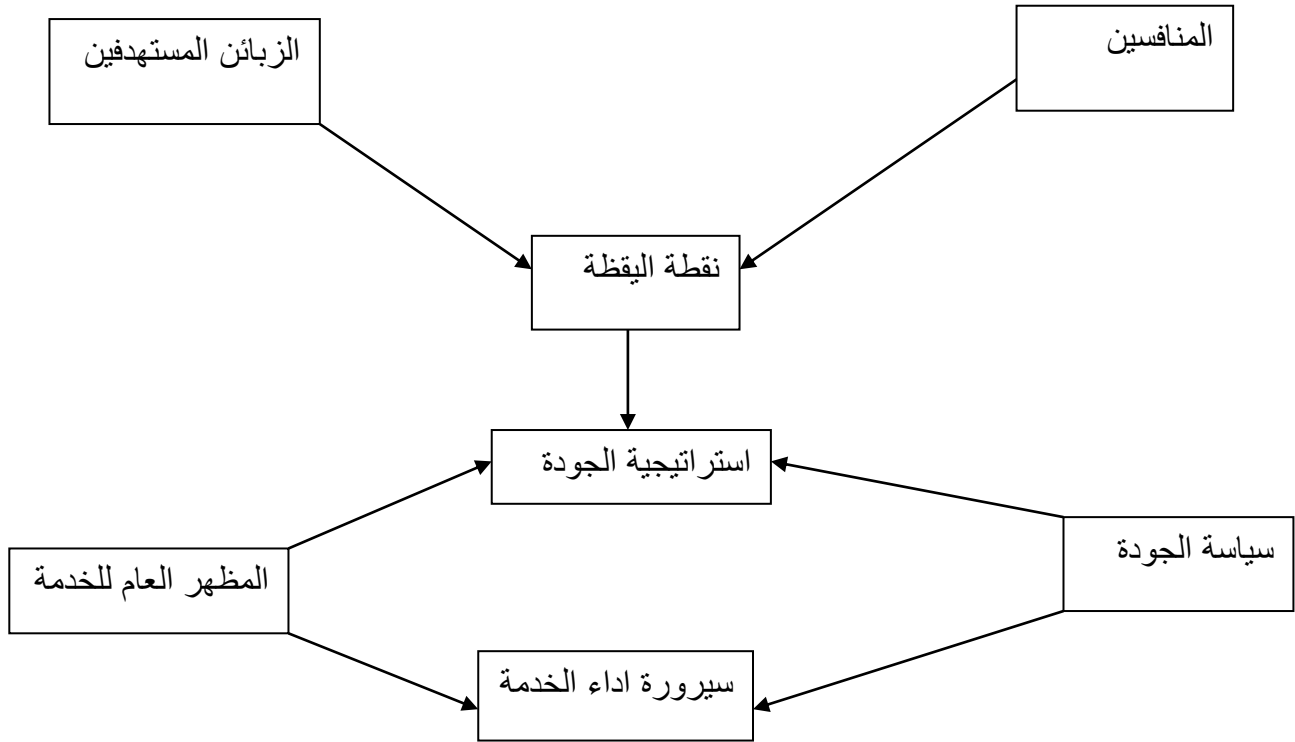 المنافسين
الزبائن المستهدفين
نقطة اليقظة
استراتيجية الجودة
سياسة الجودة
المظهر العام للخدمة
سيرورة اداء الخدمة